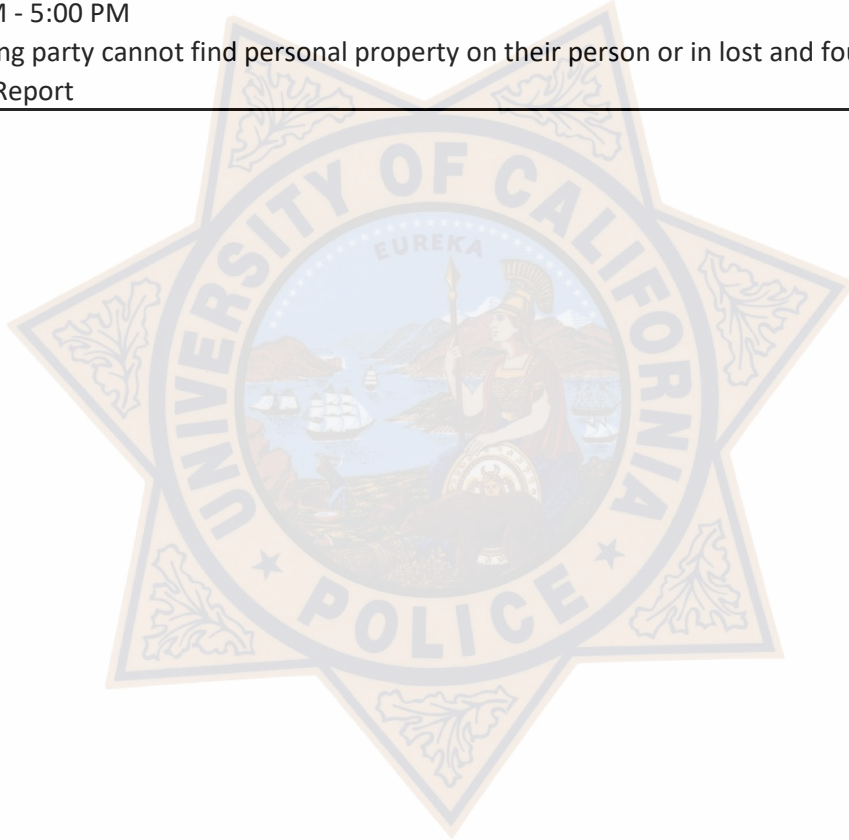 M - 5:00 PM
ng party cannot find personal property on their person or in lost and fou
Report
EUREKA
UNIVERSITY OF CALIFORNIA
★ POLICE ★